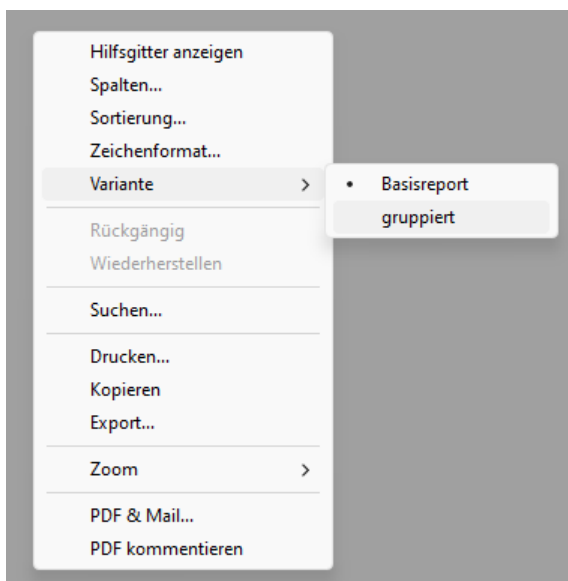 Hilfsgitter anzeigen
Spalten...
Sortierung...
Zeichenformat...
Variante
Basisreport
gruppiert
Rückgängig
Wiederherstellen
Suchen...
Drucken...
Kopieren
Export...
Zoom
PDF & Mail...
PDF kommentieren